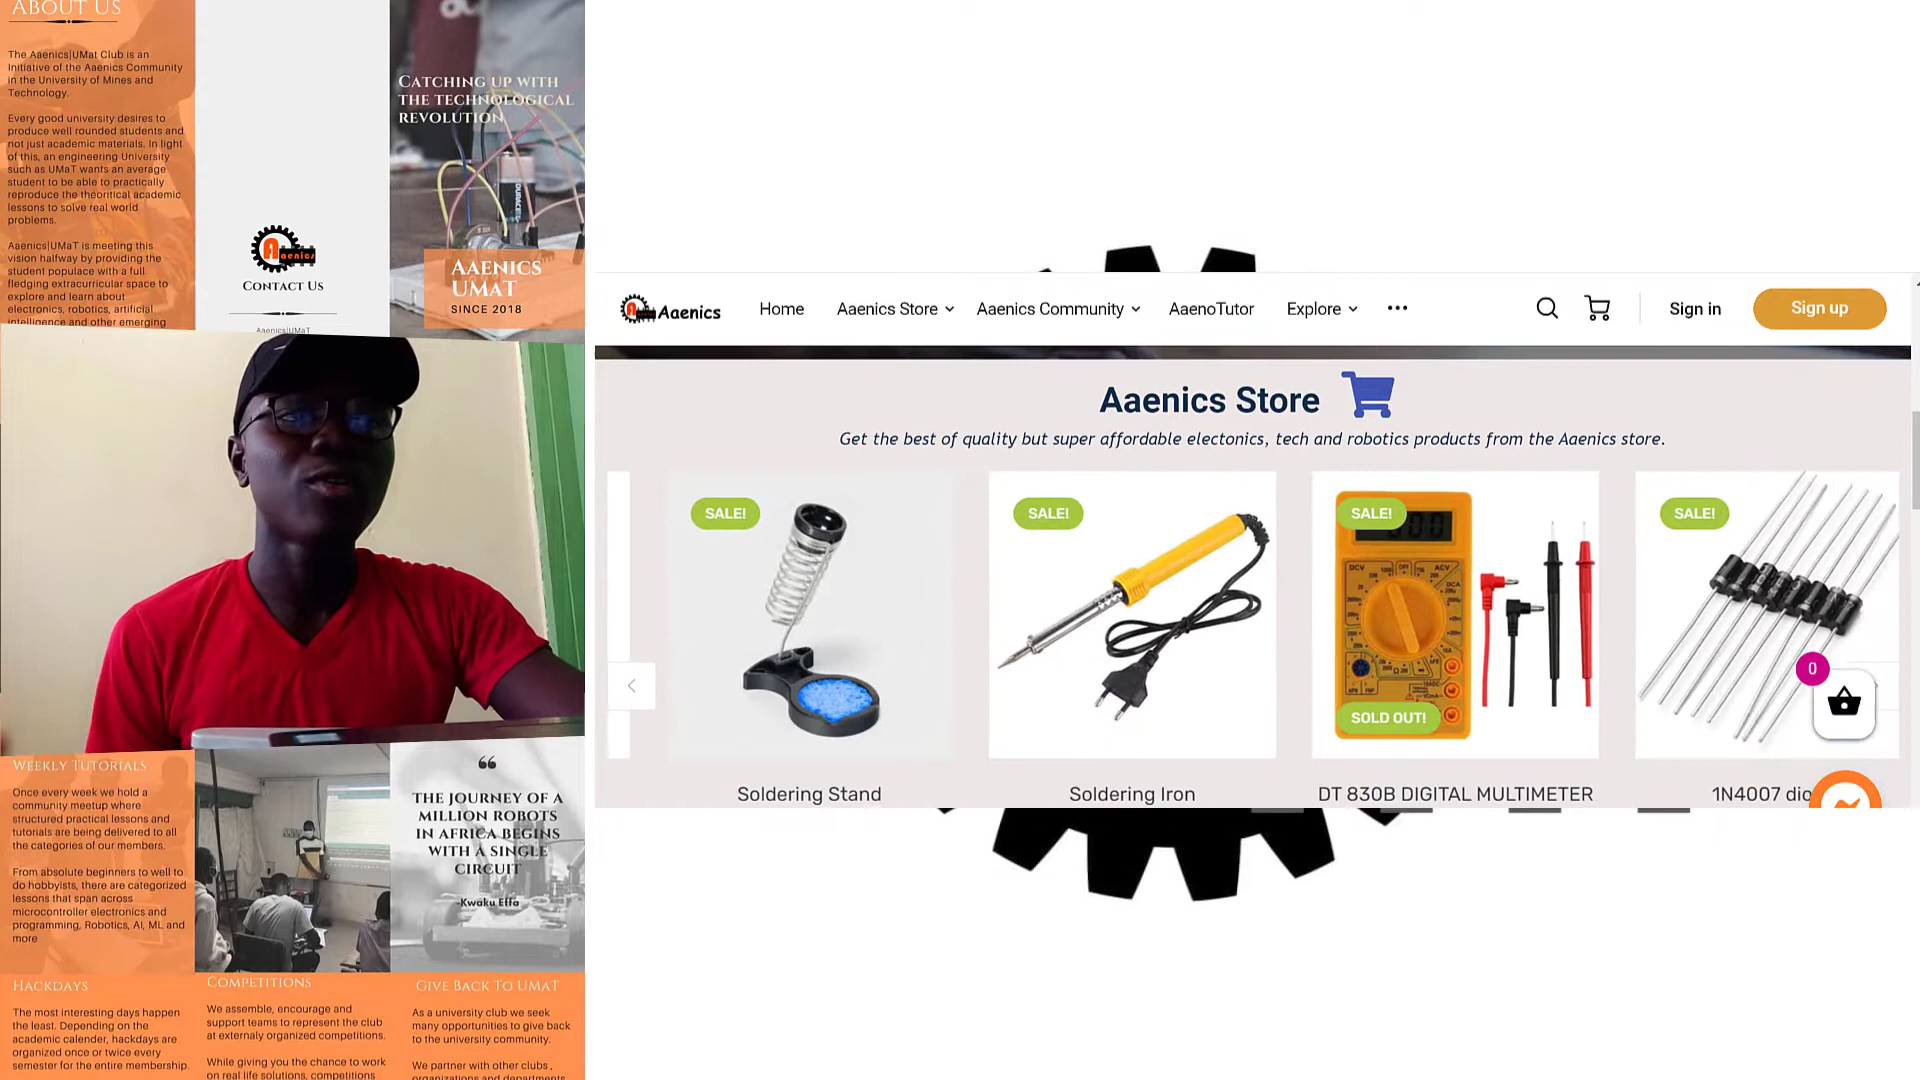 ABOUT US
The Aaenics|UMat Club is an
Initiative of the Aaenics Community
in the University of Mines and
Technology.
Every good university desires to
produce well rounded students and
not just academic materials. In light
of this, an engineering University
such as UMaT wants an average
student to be able to practically
reproduce the theoritical academic
lessons to solve real world
problems.
Aaenics|UMaT is meeting this
vision halfway by providing the
student populace with a full
fledging extracurricular space to
explore and learn about
electronics, robotics, artificial
intelligence and other emerging
Aaenics
CONTACT US
Aaenics|UMaT
CATCHING UP WITH
THE TECHNOLOGICAL
REVOLUTION
AAENICS
UMAT
SINCE 2018
WEEKLY TUTORIALS
Once every week we hold a
community meetup where
structured practical lessons and
tutorials are being delivered to all
the categories of our members.
From absolute beginners to well to
do hobbyists, there are categorized
lessons that span across
microcontroller electronics and
programming, Robotics, AI, ML and
more
“
THE JOURNEY OF A
MILLION ROBOTS
IN AFRICA BEGINS
WITH A SINGLE
CIRCUIT
-Kwaku Effa
HACKDAYS
The most interesting days happen
the least. Depending on the
academic calender, hackdays are
organized once or twice every
semester for the entire membership.
COMPETITIONS
We assemble, encourage and
support teams to represent the club
at externaly organized competitions.
While giving you the chance to work
on real life solutions, competitions
GIVE BACK TO UMAT
As a university club we seek
many opportunities to give back
to the university community.
We partner with other clubs ,
organizations and departments
Aaenics Home Aaenics Store Aaenics Community AaenoTutor Explore ••• Sign in Sign up
Aaenics Store
Get the best of quality but super affordable electonics, tech and robotics products from the Aaenics store.
SALE! SALE! SALE! SALE!
DCV OFF ACV
DCA
SOLD OUT!
0
Soldering Stand Soldering Iron DT 830B DIGITAL MULTIMETER 1N4007